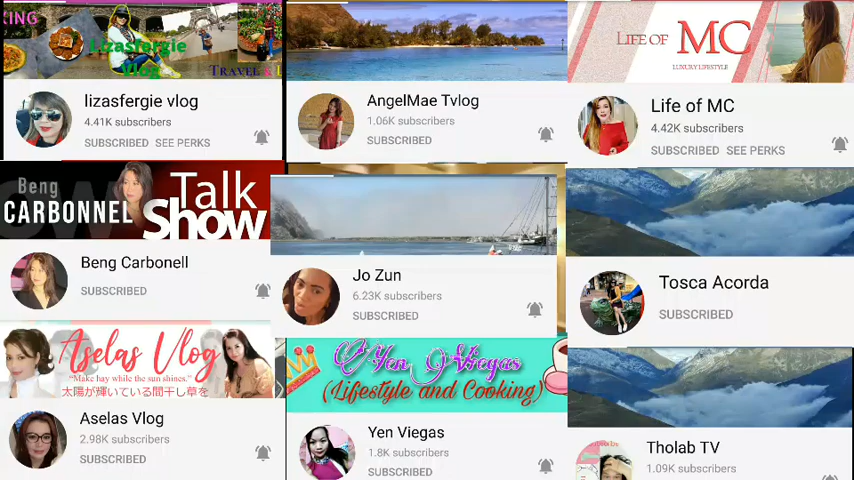 KING
Lizasfergie
Vlog
TRAVEL &
lizasfergie vlog
4.41K subscribers
SUBSCRIBED SEE PERKS
AngelMae Tvlog
1.06K subscribers
SUBSCRIBED
LIFE OF MC
LUXURY LIFESTYLE
Life of MC
4.42K subscribers
SUBSCRIBED SEE PERKS
Beng
CARBONNEL
Talk
Show
Beng Carbonell
SUBSCRIBED
Jo Zun
6.23K subscribers
SUBSCRIBED
Tosca Acorda
SUBSCRIBED
Aselas Vlog
"Make hay while the sun shines."
太陽が輝いている間干し草を
Aselas Vlog
2.98K subscribers
SUBSCRIBED
Yen Viegas
(Lifestyle and Cooking)
Yen Viegas
1.8K subscribers
SUBSCRIBED
Tholab TV
1.09K subscribers
SUBSCRIBED